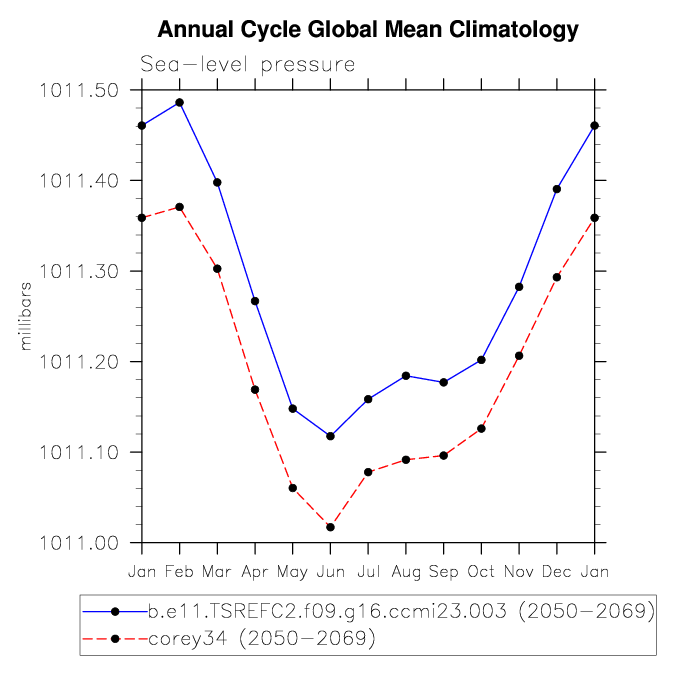 Annual Cycle Global Mean Climatology
Sea-level pressure
1011.50
1011.40
1011.30
1011.20
1011.10
1011.00
millibars
Jan Feb Mar Apr May Jun Jul Aug Sep Oct Nov Dec Jan
b.e11.TSREFC2.f09.g16.ccmi23.003 (2050-2069)
corey34 (2050-2069)